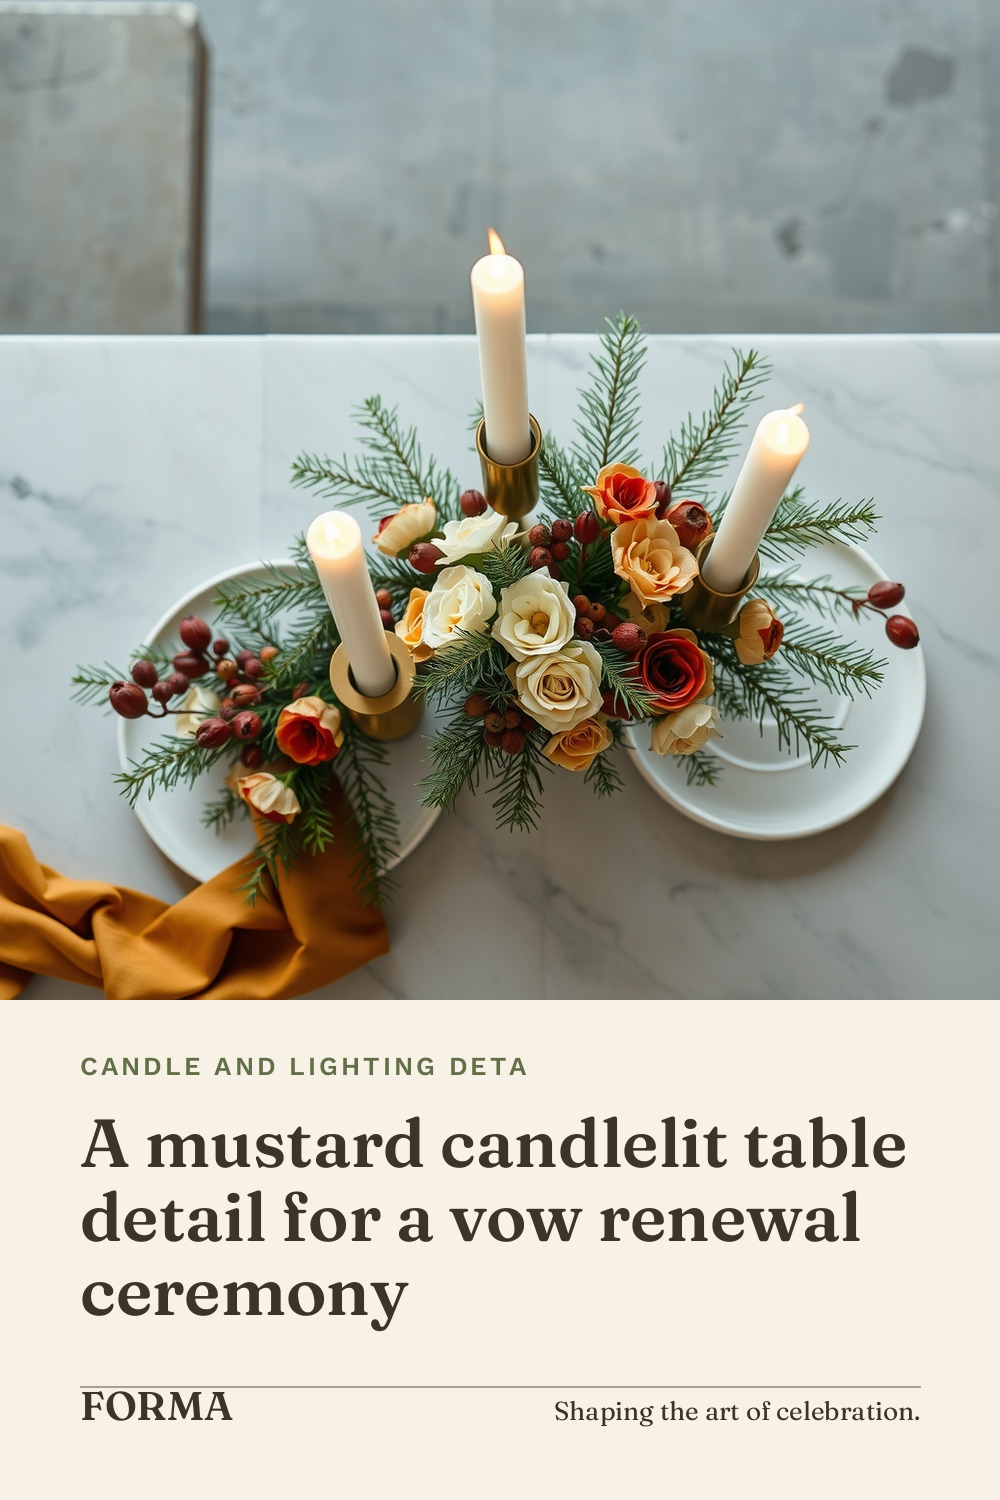 CANDLE AND LIGHTING DETA
A mustard candlelit table
detail for a vow renewal
ceremony
FORMA
Shaping the art of celebration.